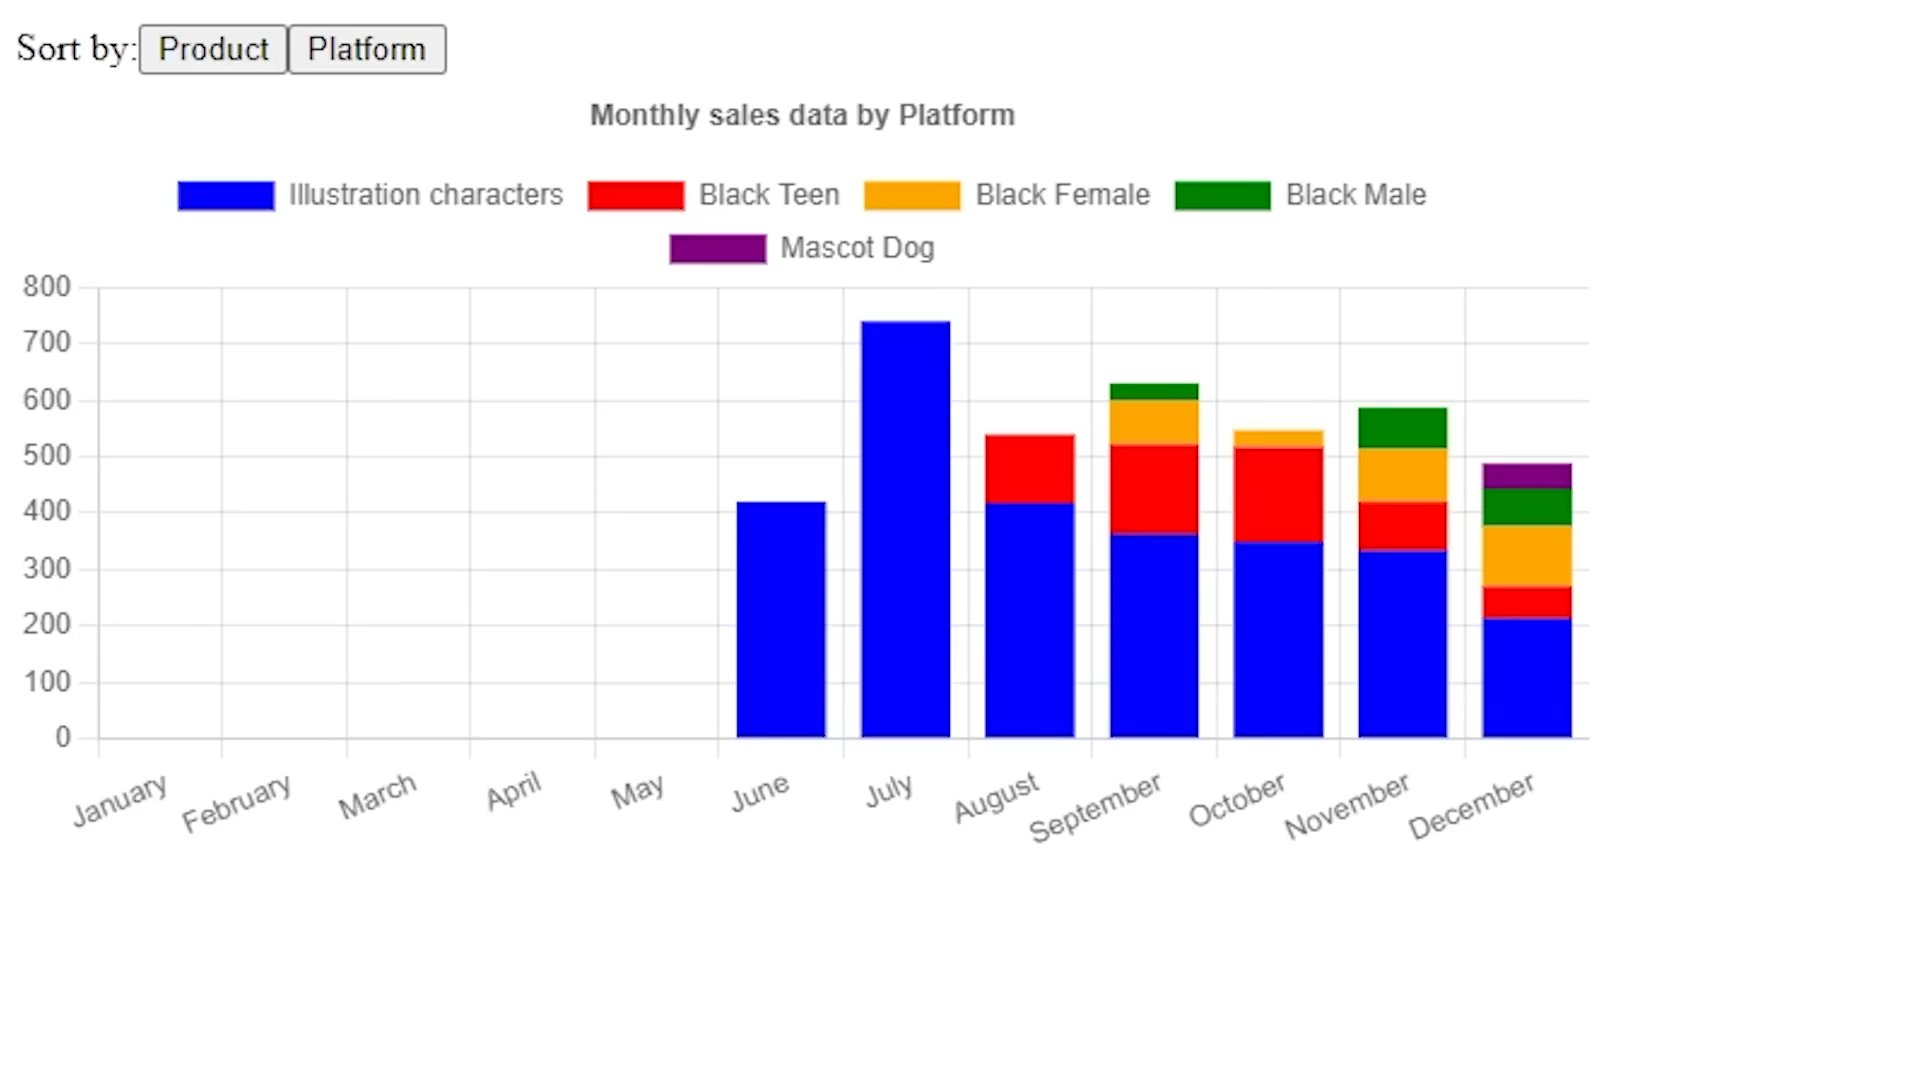 Sort by: Product Platform
Monthly sales data by Platform
Illustration characters Black Teen Black Female Black Male
Mascot Dog
800
700
600
500
400
300
200
100
0
January February March April May June July August September October November December